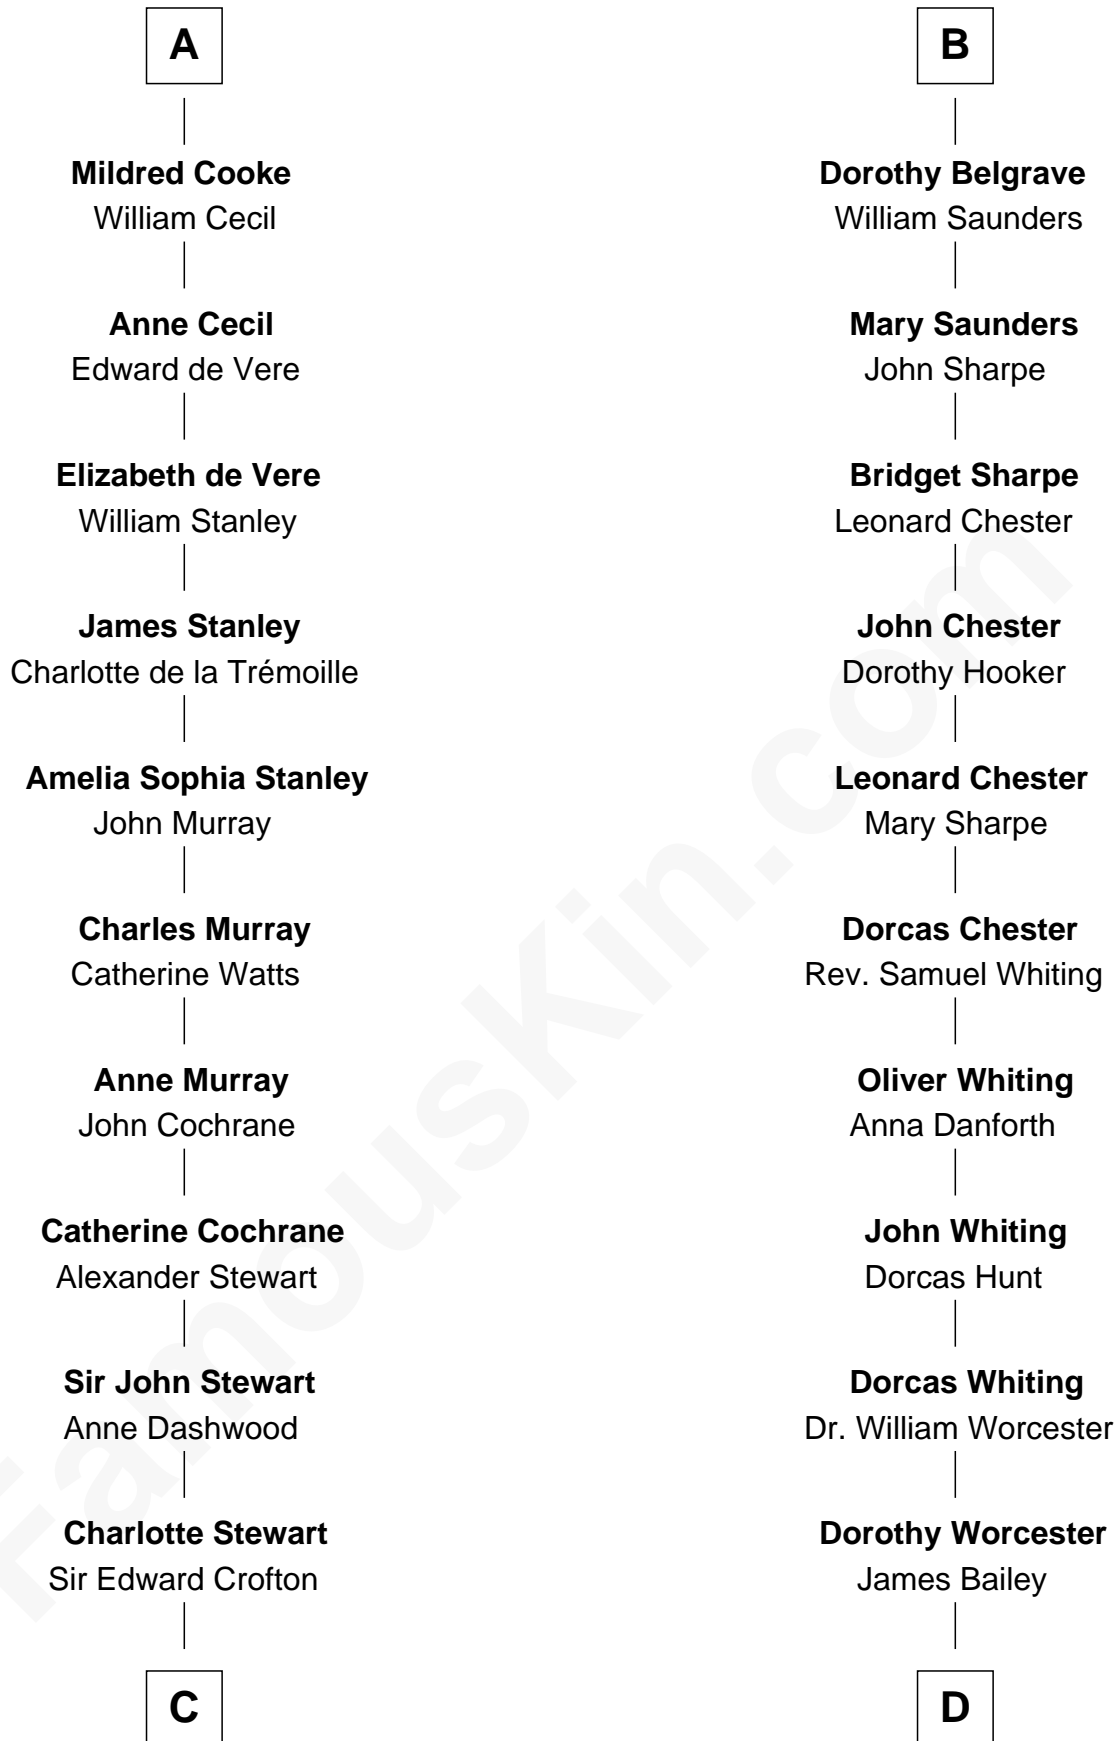 A
Mildred Cooke
William Cecil
Anne Cecil
Edward de Vere
Elizabeth de Vere
William Stanley
James Stanley
Charlotte de la Trémoille
Amelia Sophia Stanley
John Murray
Charles Murray
Catherine Watts
Anne Murray
John Cochrane
Catherine Cochrane
Alexander Stewart
Sir John Stewart
Anne Dashwood
Charlotte Stewart
Sir Edward Crofton
C
B
Dorothy Belgrave
William Saunders
Mary Saunders
John Sharpe
Bridget Sharpe
Leonard Chester
John Chester
Dorothy Hooker
Leonard Chester
Mary Sharpe
Dorcas Chester
Rev. Samuel Whiting
Oliver Whiting
Anna Danforth
John Whiting
Dorcas Hunt
Dorcas Whiting
Dr. William Worcester
Dorothy Worcester
James Bailey
D
FamousKin.com